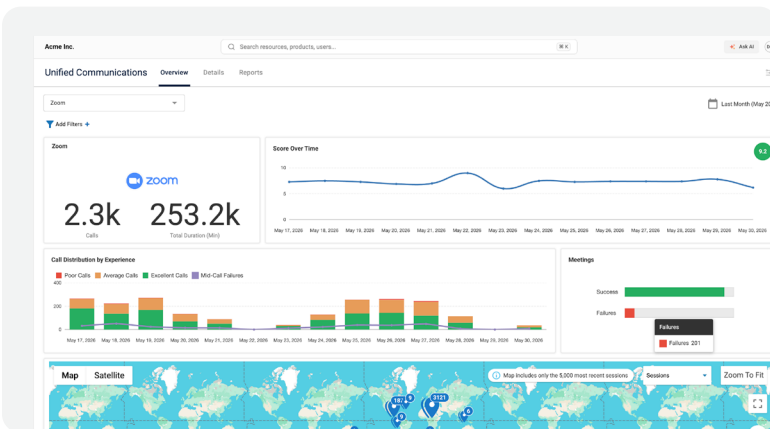 Acme Inc.
Search resources, products, users...
⌘ K
Ask AI
Unified Communications
Overview
Details
Reports
Zoom
Last Month (May 20
Add Filters +
Zoom
zoom
2.3k
253.2k
Calls
Total Duration (Min)
Score Over Time
9.2
10
5
0
May 17, 2026 May 18, 2026 May 19, 2026 May 20, 2026 May 21, 2026 May 22, 2026 May 23, 2026 May 24, 2026 May 25, 2026 May 26, 2026 May 27, 2026 May 28, 2026 May 29, 2026 May 30, 2026
Call Distribution by Experience
Poor Calls Average Calls Excellent Calls Mid-Call Failures
400
200
0
May 17, 2026 May 18, 2026 May 19, 2026 May 20, 2026 May 21, 2026 May 22, 2026 May 23, 2026 May 24, 2026 May 25, 2026 May 26, 2026 May 27, 2026 May 28, 2026 May 29, 2026 May 3030, 2026
Meetings
Success
Failures
Failures
Failures 201
Map
Satellite
Map includes only the 5,000 most recent sessions
Sessions
Zoom To Fit
187
9
3121
6
9